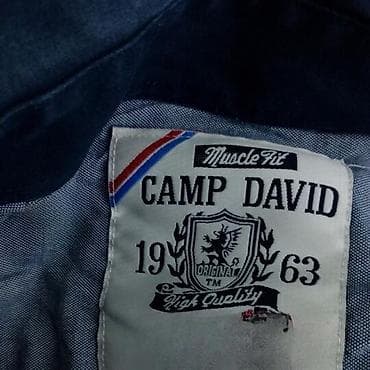 Muscle Fit
CAMP DAVID
19 63
ORIGINAL
TM
High Quality